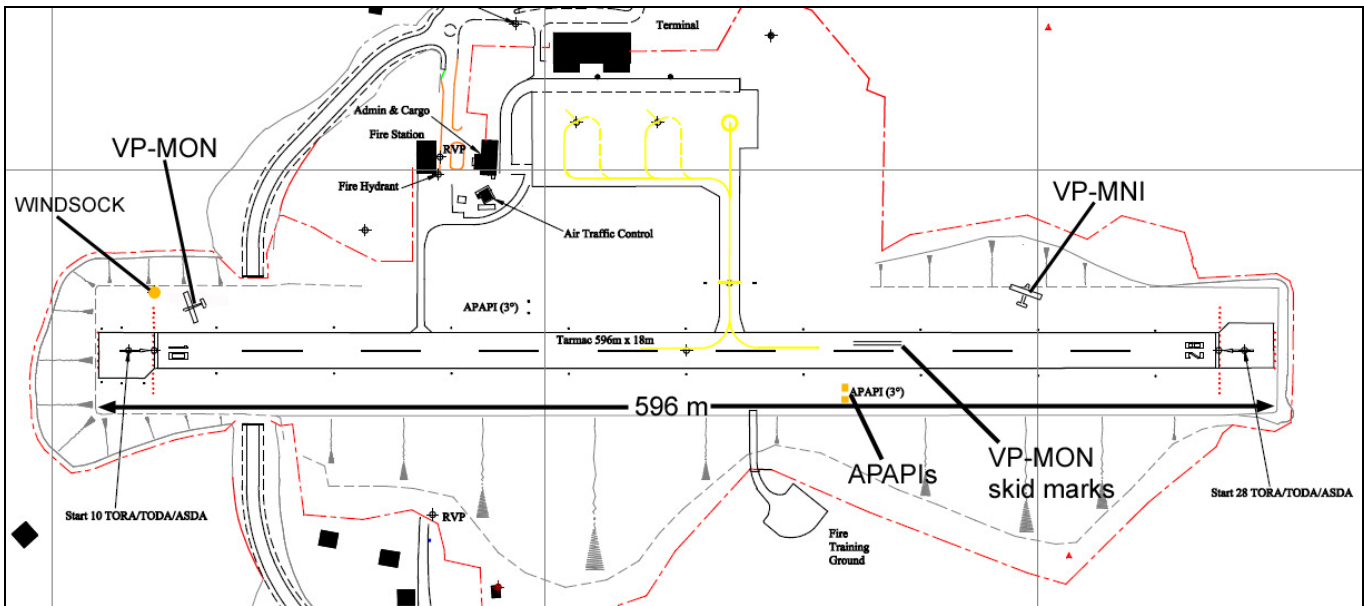 Terminal
Admin & Cargo
Fire Station
RVP
VP-MON
Fire Hydrant
WINDSOCK
VP-MNI
Air Traffic Control
APAPI (3°)
Tarmac 596m x 18m
10
28
APAPI (3°)
596 m
APAPIs
VP-MON
skid marks
Start 10 TORA/TODA/ASDA
Start 28 TORA/TODA/ASDA
RVP
Fire
Training
Ground